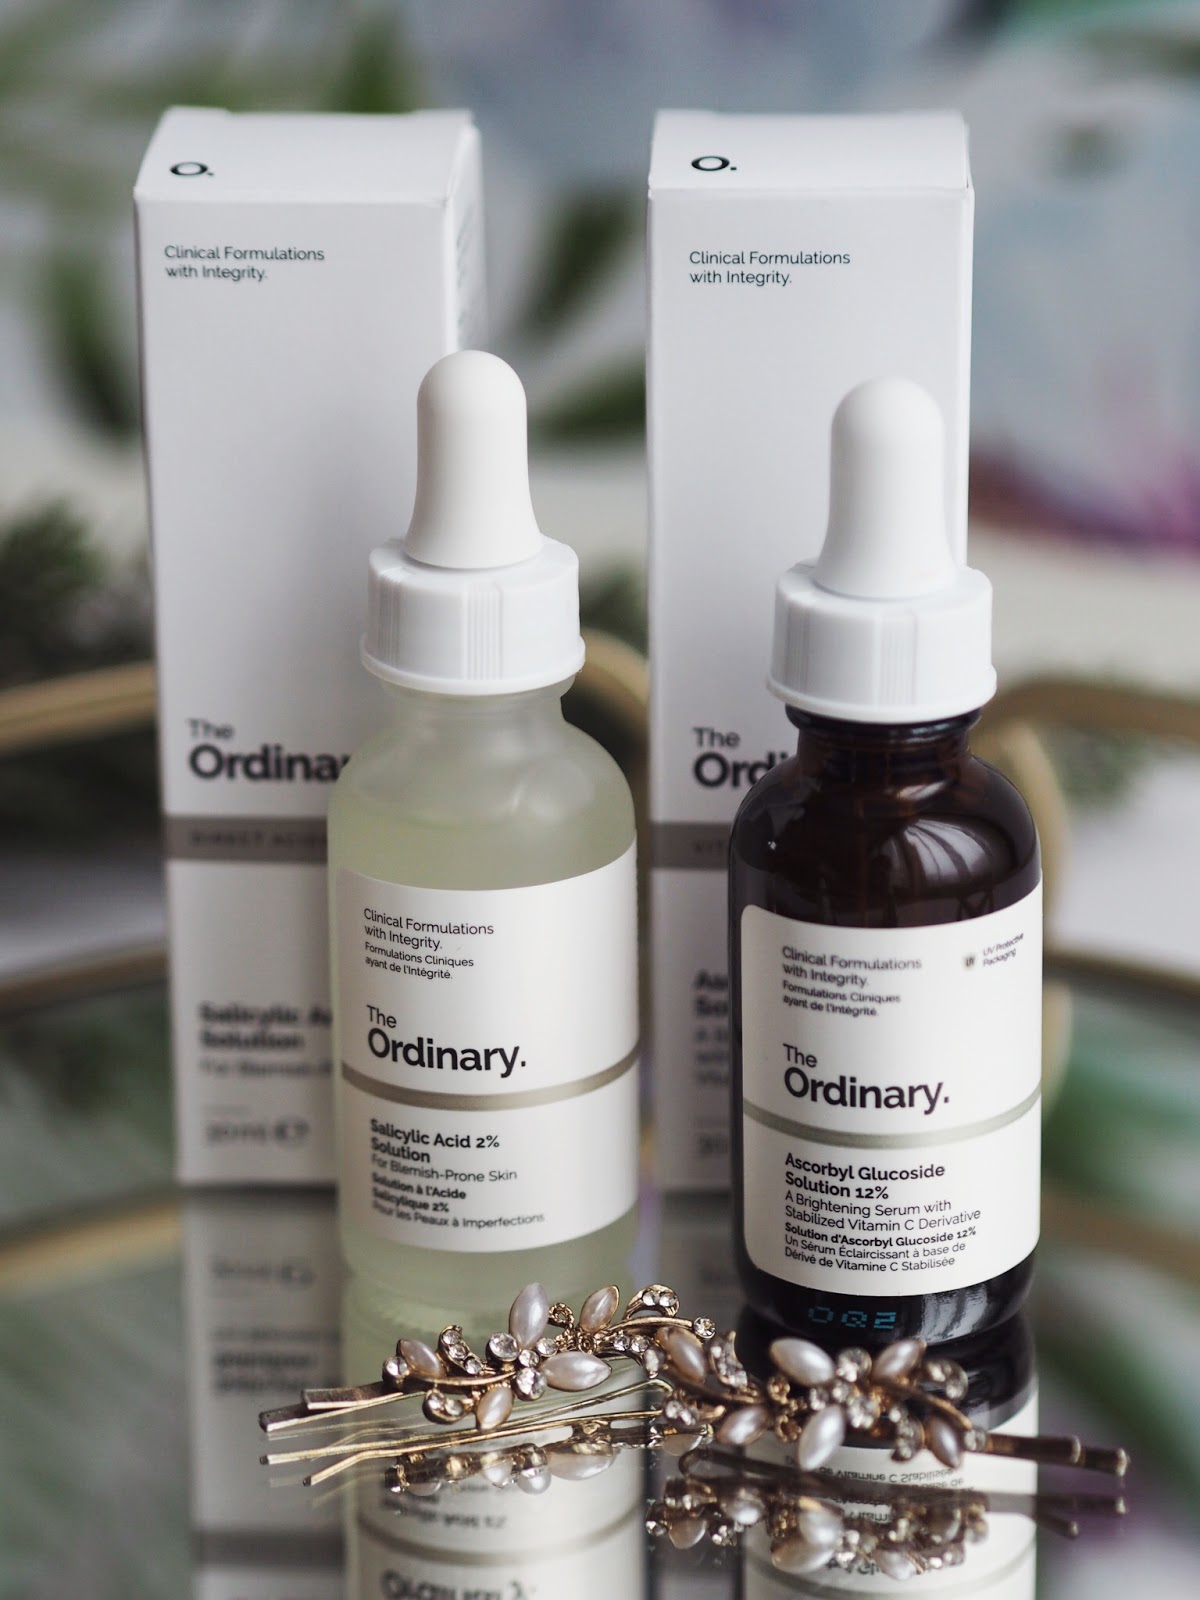 O.
Clinical Formulations
with Integrity.
The
Salicylic
Solution
30ml e
O.
Clinical Formulations
with Integrity.
The
Clinical Formulations
with Integrity.
Formulations Cliniques
ayant de l'Intégrité.
The
Ordinary.
Salicylic Acid 2%
Solution
For Blemish-Prone Skin
Solution à l'Acide
Salicylique 2%
Pour les Peaux à Imperfections
Clinical Formulations
with Integrity.
Formulations Cliniques
ayant de l'Intégrité.
UV Protective
Packaging
The
Ordinary.
Ascorbyl Glucoside
Solution 12%
A Brightening Serum with
Stabilized Vitamin C Derivative
Solution d'Ascorbyl Glucoside 12%
Un Sérum Éclaircissant à base de
Dérivé de Vitamine C Stabilisée